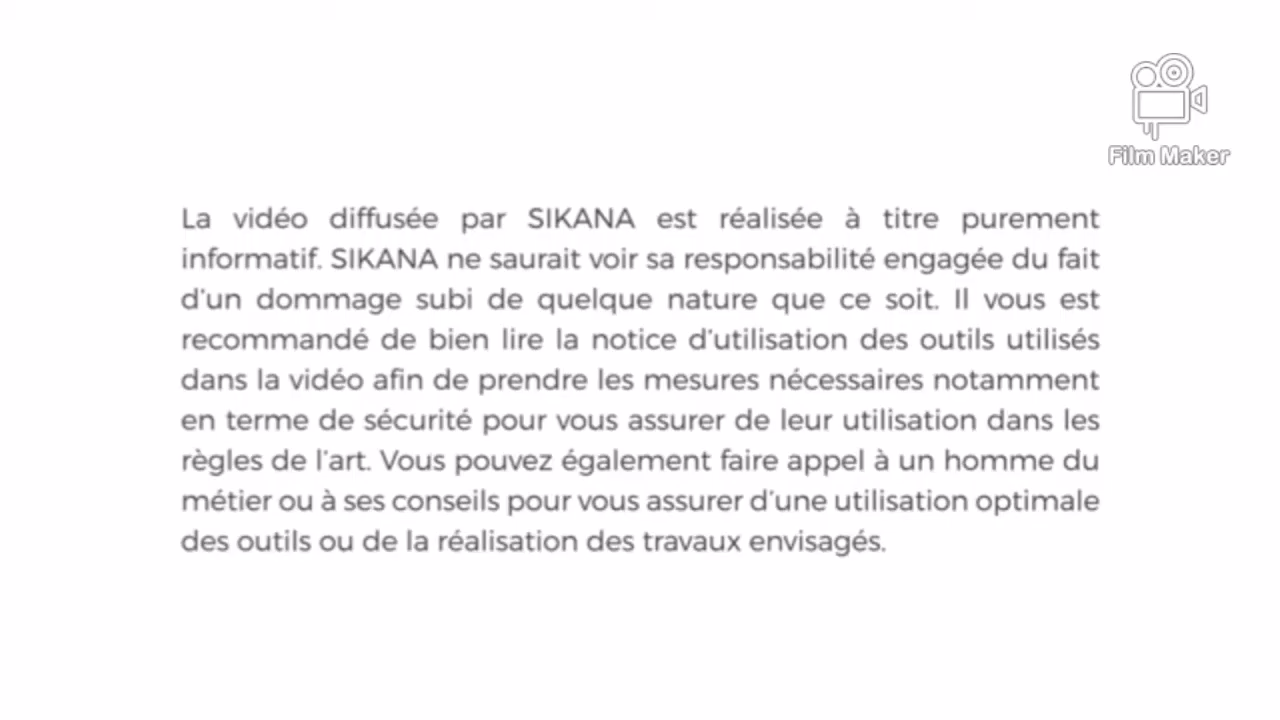 Film Maker
La vidéo diffusée par SIKANA est réalisée à titre purement
informatif. SIKANA ne saurait voir sa responsabilité engagée du fait
d'un dommage subi de quelque nature que ce soit. Il vous est
recommandé de bien lire la notice d'utilisation des outils utilisés
dans la vidéo afin de prendre les mesures nécessaires notamment
en terme de sécurité pour vous assurer de leur utilisation dans les
règles de l'art. Vous pouvez également faire appel à un homme du
métier ou à ses conseils pour vous assurer d'une utilisation optimale
des outils ou de la réalisation des travaux envisagés.